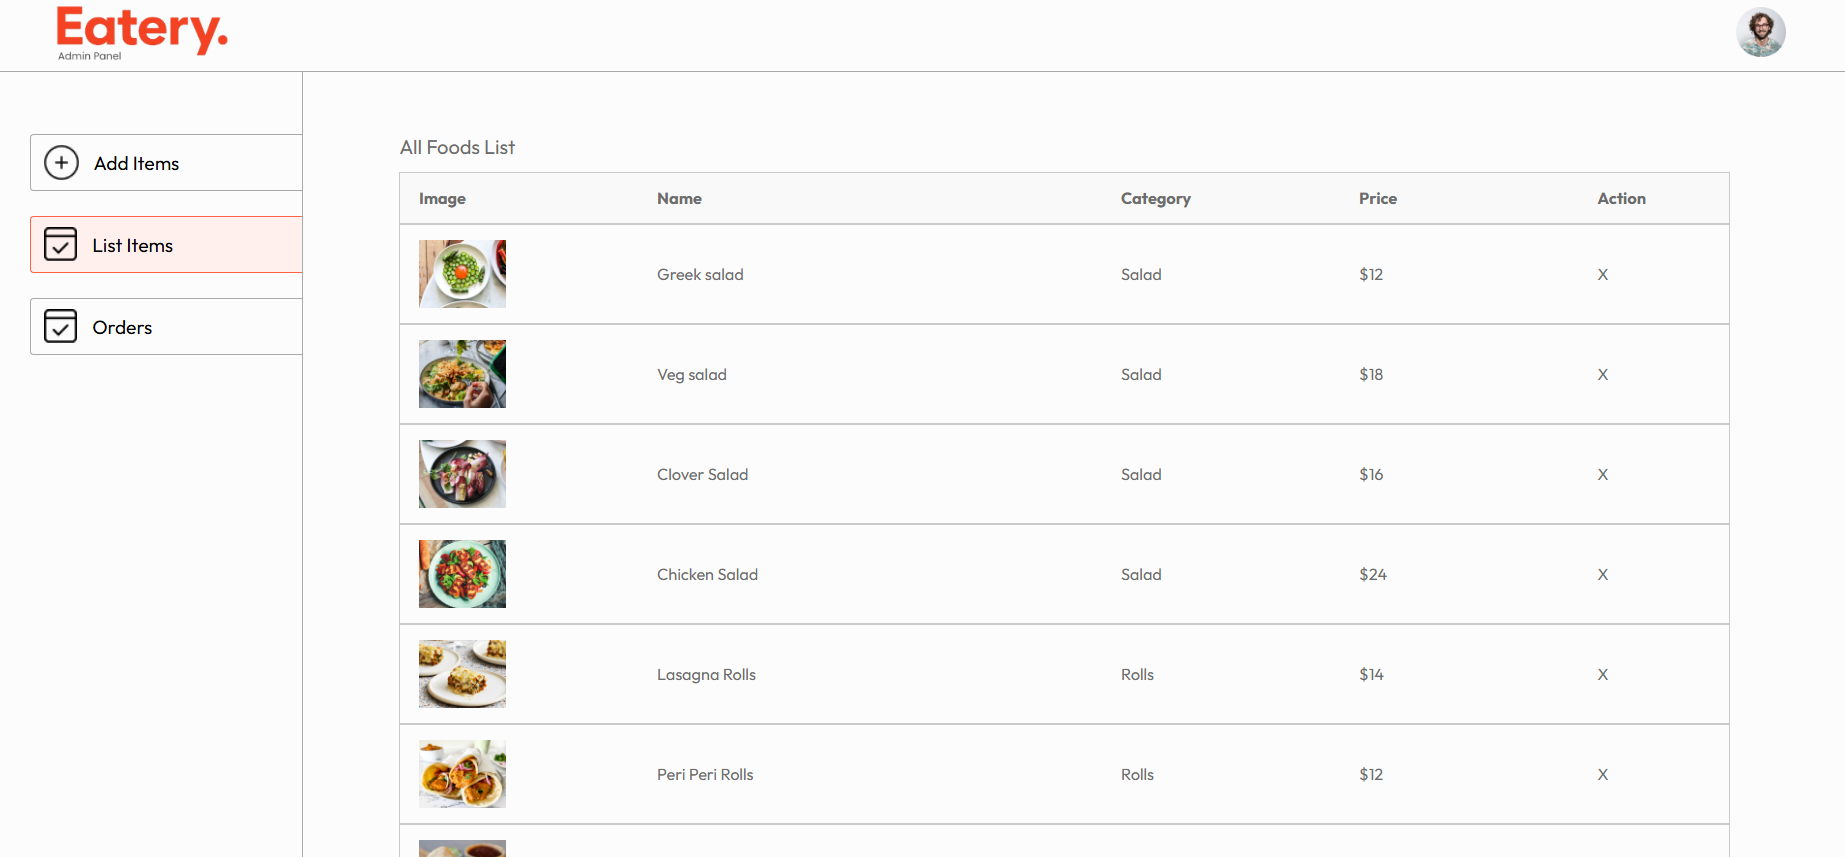 Eatery.
Admin Panel
Add Items
List Items
Orders
All Foods List
Image Name Category Price Action
Greek salad Salad $12 X
Veg salad Salad $18 X
Clover Salad Salad $16 X
Chicken Salad Salad $24 X
Lasagna Rolls Rolls $14 X
Peri Peri Rolls Rolls $12 X